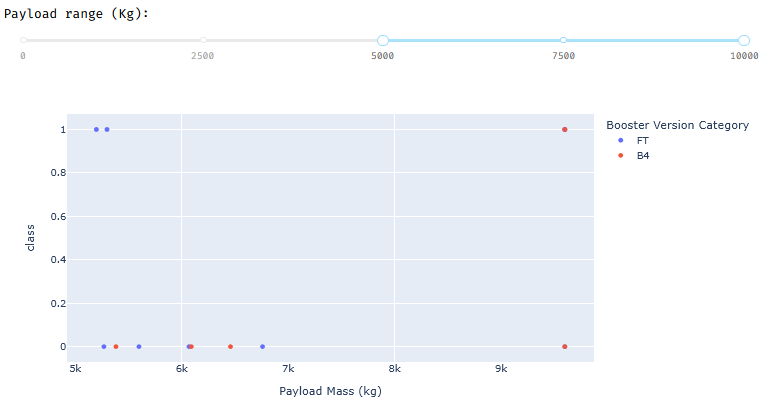 Payload range (Kg):
0 2500 5000 7500 10000
Booster Version Category
FT
B4
1
0.8
0.6
0.4
0.2
0
class
5k 6k 7k 8k 9k
Payload Mass (kg)